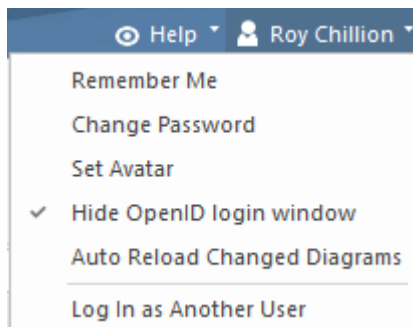 Help Roy Chillion
Remember Me
Change Password
Set Avatar
Hide OpenID login window
Auto Reload Changed Diagrams
Log In as Another User